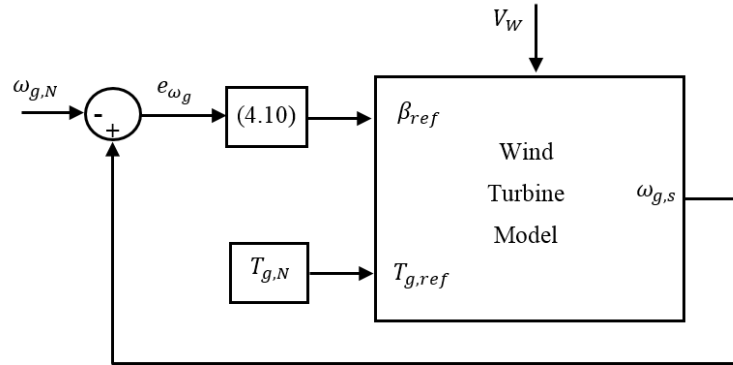 V_W
ω_{g,N}
-
+
e_{ω_g}
(4.10)
β_{ref}
Wind
Turbine
Model
ω_{g,s}
T_{g,N}
T_{g,ref}